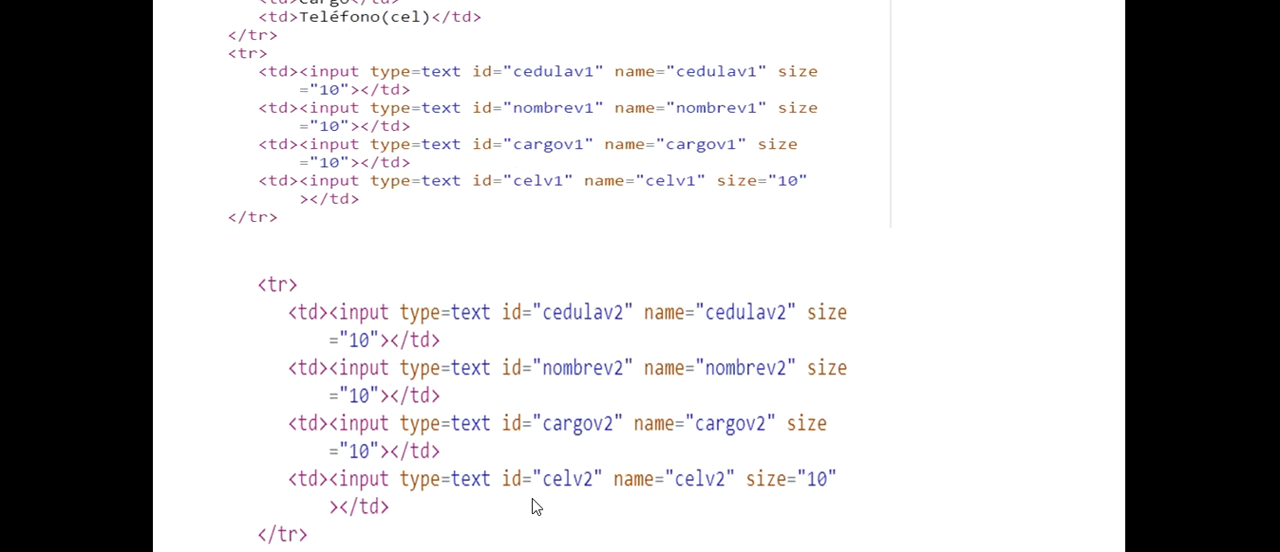 <td>Cargo</td>
<td>Teléfono(cel)</td>
</tr>
<tr>
<td><input type=text id="cedulav1" name="cedulav1" size
="10"></td>
<td><input type=text id="nombrev1" name="nombrev1" size
="10"></td>
<td><input type=text id="cargov1" name="cargov1" size
="10"></td>
<td><input type=text id="celv1" name="celv1" size="10"
></td>
</tr>
<tr>
<td><input type=text id="cedulav2" name="cedulav2" size
="10"></td>
<td><input type=text id="nombrev2" name="nombrev2" size
="10"></td>
<td><input type=text id="cargov2" name="cargov2" size
="10"></td>
<td><input type=text id="celv2" name="celv2" size="10"
></td>
</tr>